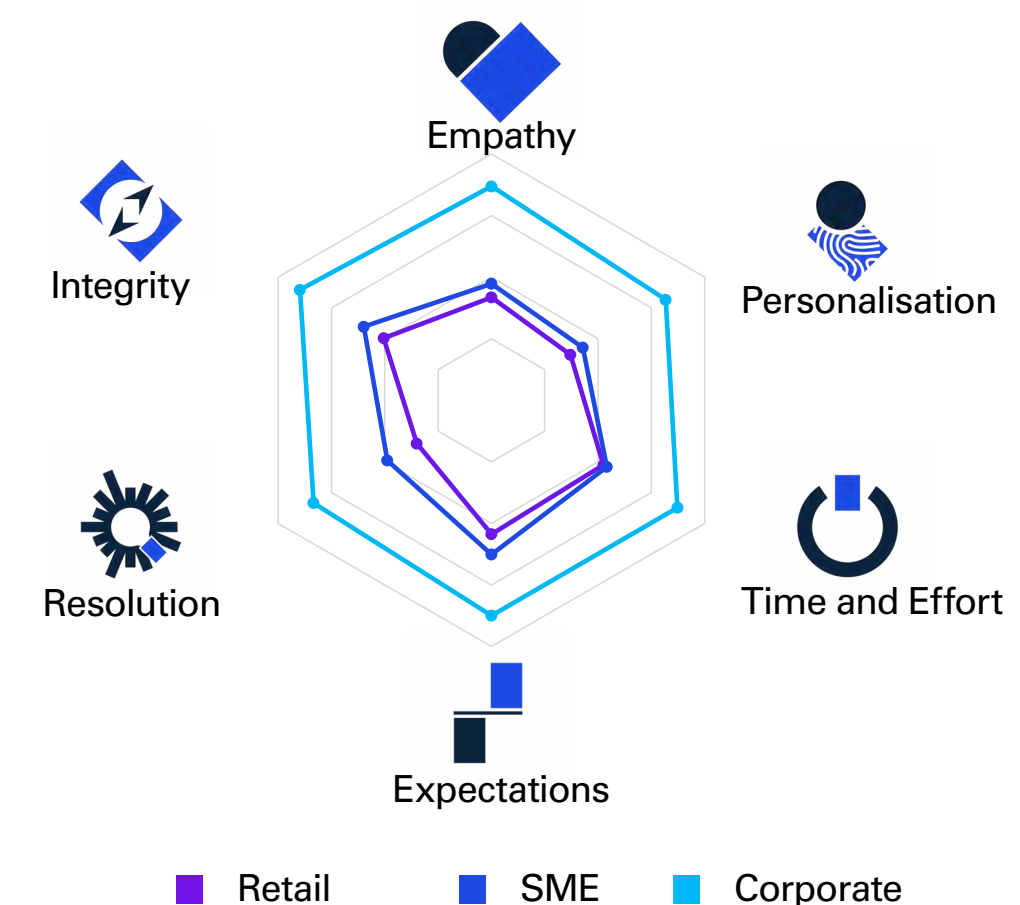 Empathy
Integrity
Personalisation
Resolution
Time and Effort
Expectations
Retail
SME
Corporate